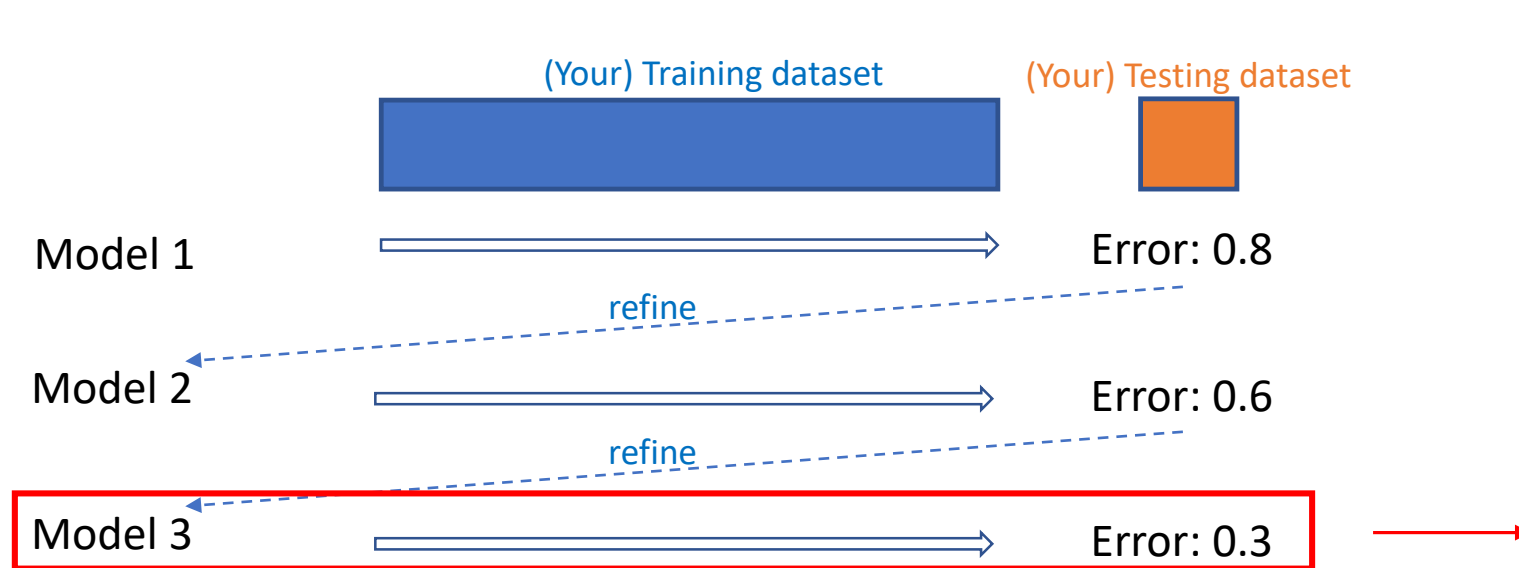 (Your) Training dataset
(Your) Testing dataset
Model 1
Error: 0.8
refine
Model 2
Error: 0.6
refine
Model 3
Error: 0.3